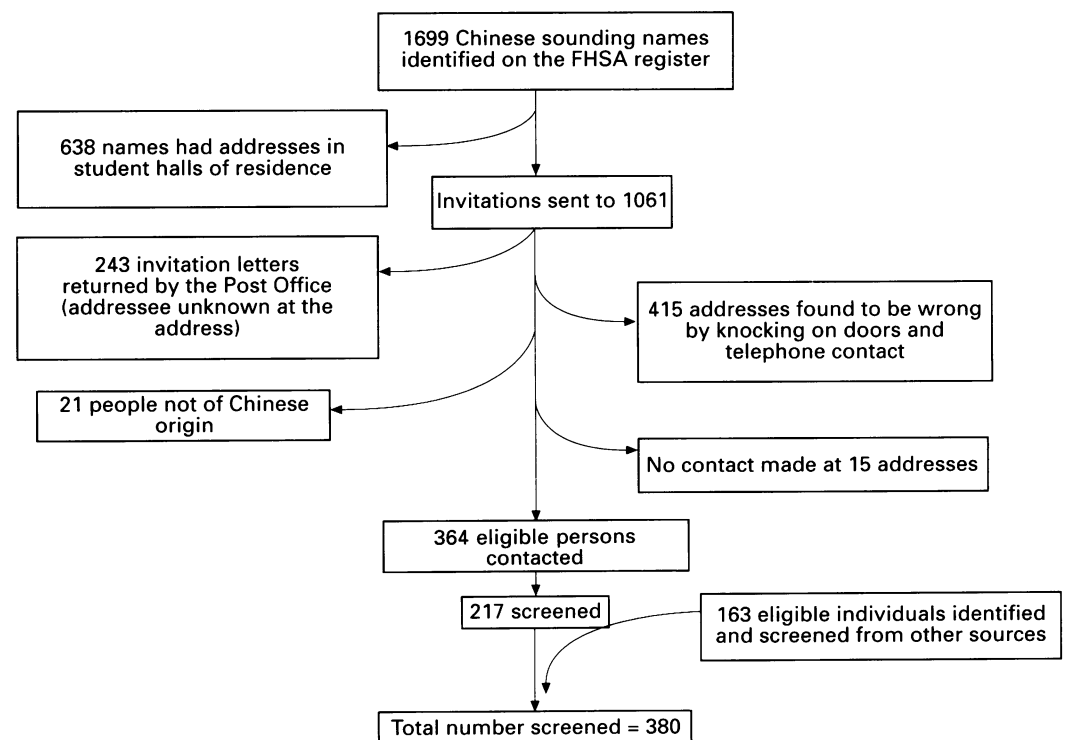 1699 Chinese sounding names
identified on the FHSA register
638 names had addresses in
student halls of residence
Invitations sent to 1061
243 invitation letters
returned by the Post Office
(addressee unknown at the
address)
415 addresses found to be wrong
by knocking on doors and
telephone contact
21 people not of Chinese
origin
No contact made at 15 addresses
364 eligible persons
contacted
217 screened
163 eligible individuals identified
and screened from other sources
Total number screened = 380